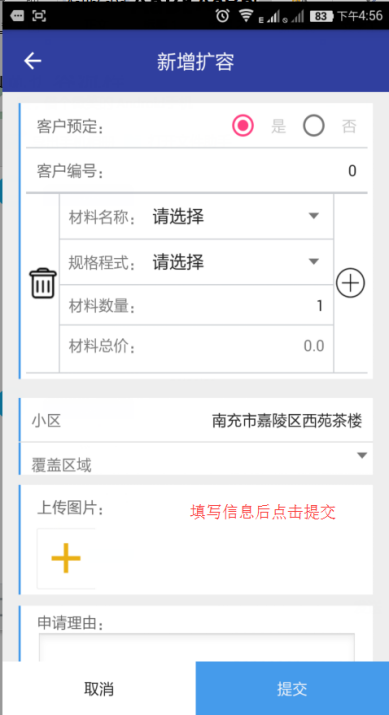 83 下午4:56
新增扩容
客户预定： 是 否
客户编号： 0
材料名称： 请选择
规格程式： 请选择
材料数量： 1
材料总价： 0.0
小区 南充市嘉陵区西苑茶楼
覆盖区域
上传图片： 填写信息后点击提交
申请理由：
取消 提交